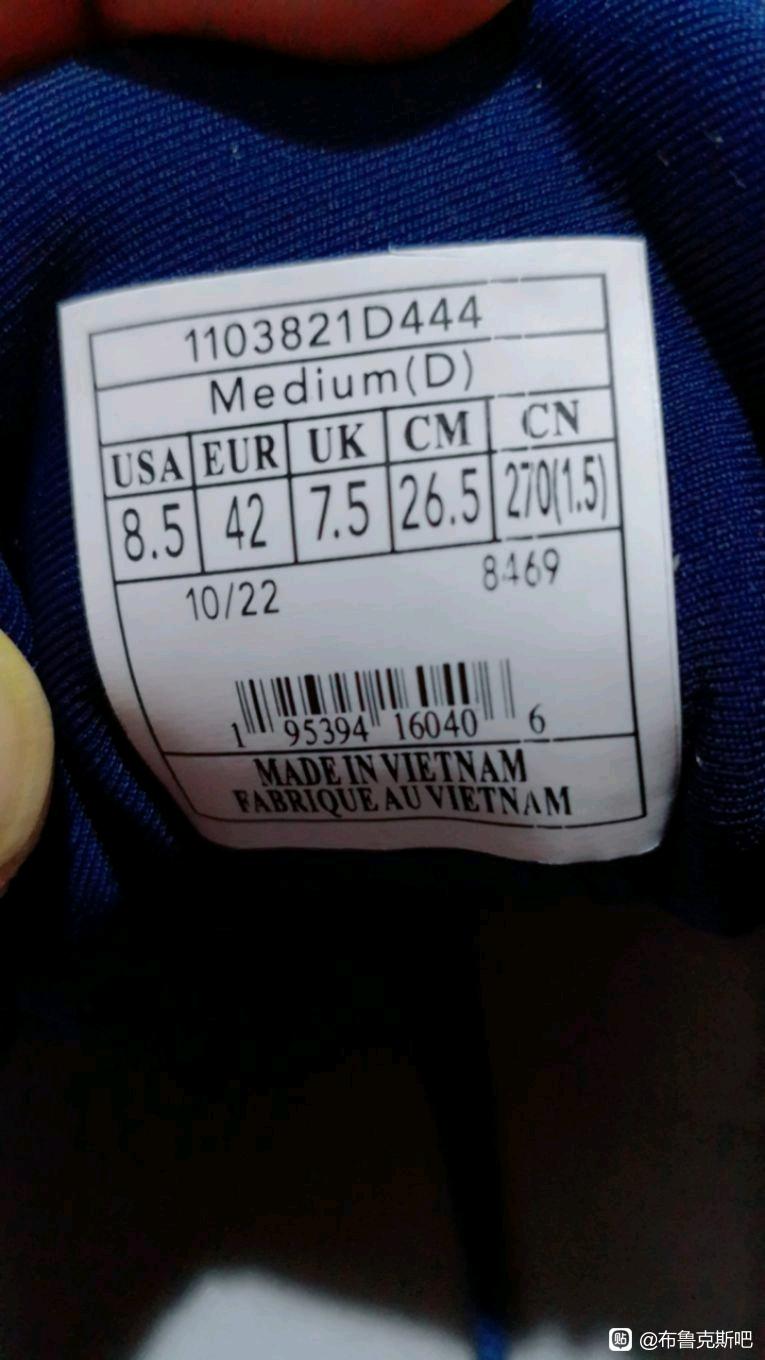 1103821D444
Medium(D)
USA EUR UK CM CN
8.5 42 7.5 26.5 270(1.5)
10/22 8469
1 95394 16040 6
MADE IN VIETNAM
FABRIQUE AU VIETNAM
贴 @布鲁克斯吧